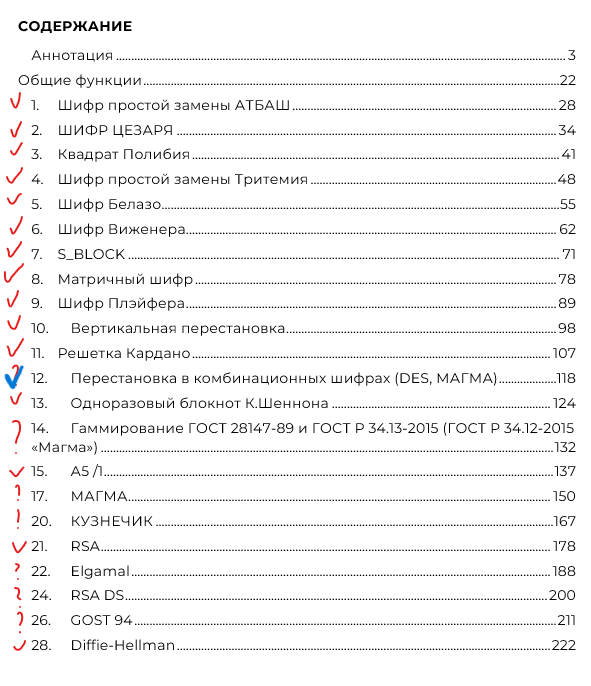 СОДЕРЖАНИЕ
Аннотация 3
Общие функции 22
1. Шифр простой замены АТБАШ 28
2. ШИФР ЦЕЗАРЯ 34
3. Квадрат Полибия 41
4. Шифр простой замены Тритемия 48
5. Шифр Белазо 55
6. Шифр Виженера 62
7. S_BLOCK 71
8. Матричный шифр 78
9. Шифр Плэйфера 89
10. Вертикальная перестановка 98
11. Решетка Кардано 107
12. Перестановка в комбинационных шифрах (DES, МАГМА) 118
13. Одноразовый блокнот К.Шеннона 124
14. Гаммирование ГОСТ 28147-89 и ГОСТ Р 34.13-2015 (ГОСТ Р 34.12-2015
«Магма») 132
15. А5 /1 137
17. МАГМА 150
20. КУЗНЕЧИК 167
21. RSA 178
22. Elgamal 188
24. RSA DS 200
26. GOST 94 211
28. Diffie-Hellman 222